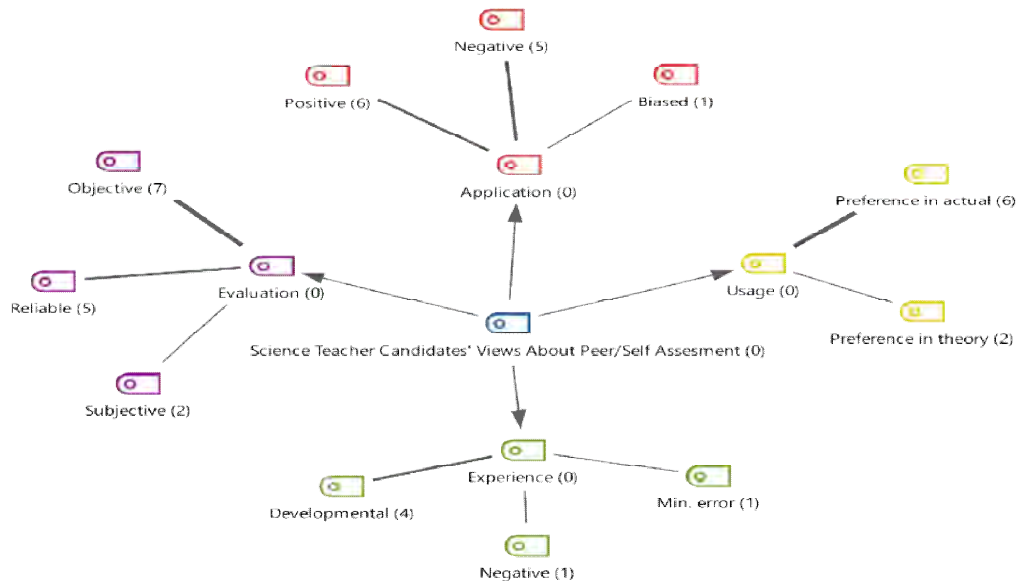 Negative (5)
Positive (6)
Biased (1)
Application (0)
Objective (7)
Reliable (5)
Evaluation (0)
Subjective (2)
Preference in actual (6)
Usage (0)
Preference in theory (2)
Science Teacher Candidates' Views About Peer/Self Assesment (0)
Experience (0)
Developmental (4)
Min. error (1)
Negative (1)